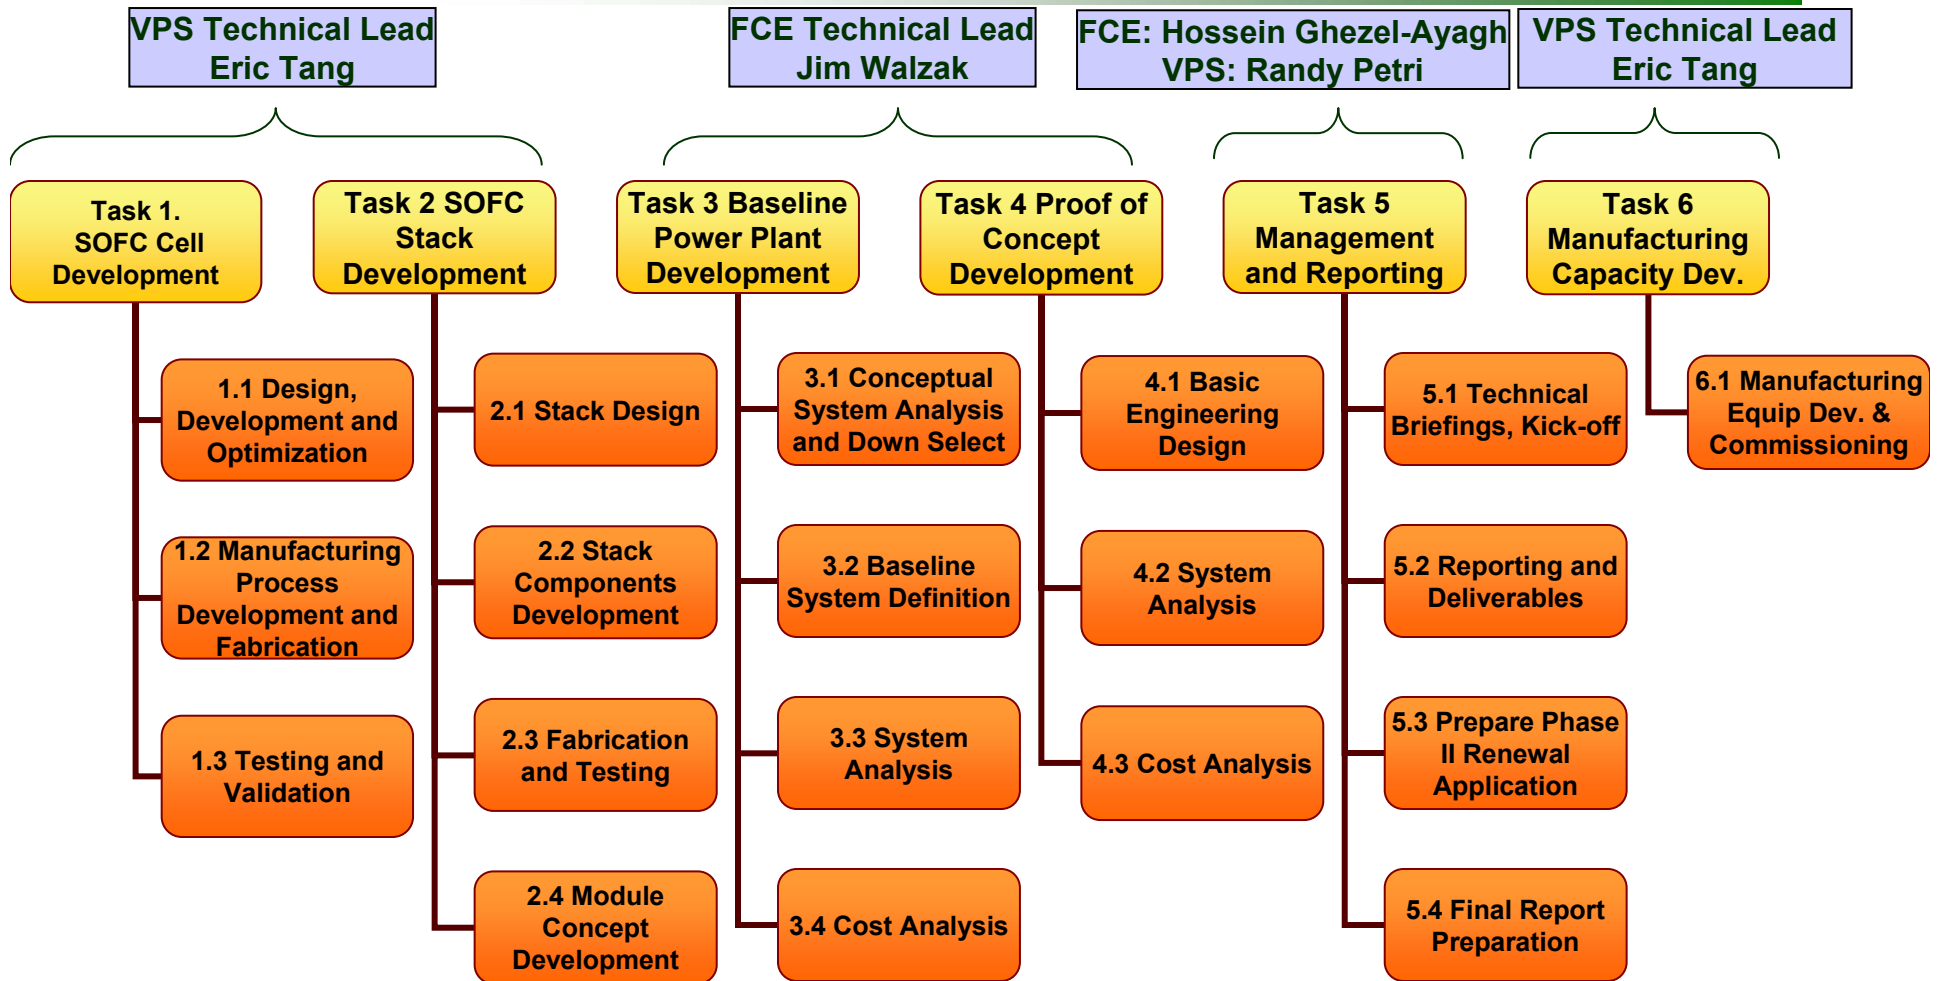 VPS Technical Lead
Eric Tang
FCE Technical Lead
Jim Walzak
FCE: Hossein Ghezel-Ayagh
VPS: Randy Petri
VPS Technical Lead
Eric Tang
Task 1.
SOFC Cell
Development
Task 2 SOFC
Stack
Development
Task 3 Baseline
Power Plant
Development
Task 4 Proof of
Concept
Development
Task 5
Management
and Reporting
Task 6
Manufacturing
Capacity Dev.
1.1 Design,
Development and
Optimization
1.2 Manufacturing
Process
Development and
Fabrication
1.3 Testing and
Validation
2.1 Stack Design
2.2 Stack
Components
Development
2.3 Fabrication
and Testing
2.4 Module
Concept
Development
3.1 Conceptual
System Analysis
and Down Select
3.2 Baseline
System Definition
3.3 System
Analysis
3.4 Cost Analysis
4.1 Basic
Engineering
Design
4.2 System
Analysis
4.3 Cost Analysis
5.1 Technical
Briefings, Kick-off
5.2 Reporting and
Deliverables
5.3 Prepare Phase
II Renewal
Application
5.4 Final Report
Preparation
6.1 Manufacturing
Equip Dev. &
Commissioning